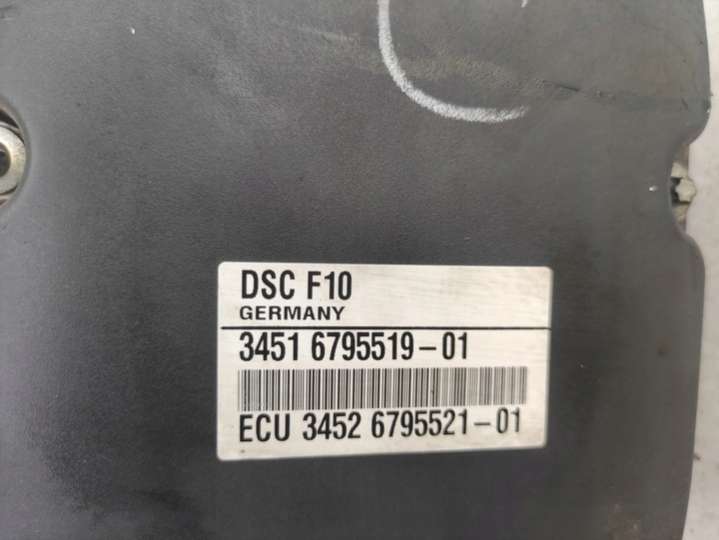 DSC F10
GERMANY
3451 6795519-01
ECU 3452 6795521-01